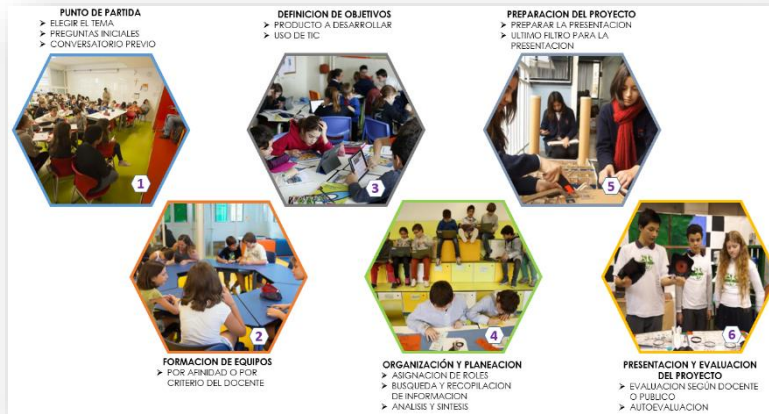 PUNTO DE PARTIDA
➢ ELEGIR EL TEMA
➢ PREGUNTAS INICIALES
➢ CONVERSATORIO PREVIO
1
FORMACION DE EQUIPOS
➢ POR AFINIDAD O POR
CRITERIO DEL DOCENTE
2
DEFINICION DE OBJETIVOS
➢ PRODUCTO A DESARROLLAR
➢ USO DE TIC
3
ORGANIZACIÓN Y PLANEACION
➢ ASIGNACION DE ROLES
➢ BUSQUEDA Y RECOPILACION
DE INFORMACION
➢ ANALISIS Y SINTESIS
4
PREPARACION DEL PROYECTO
➢ PREPARAR LA PRESENTACION
➢ ULTIMO FILTRO PARA LA
PRESENTACION
5
PRESENTACION Y EVALUACION
DEL PROYECTO
➢ EVALUACION SEGÚN DOCENTE
O PUBLICO
➢ AUTOEVALUACION
6